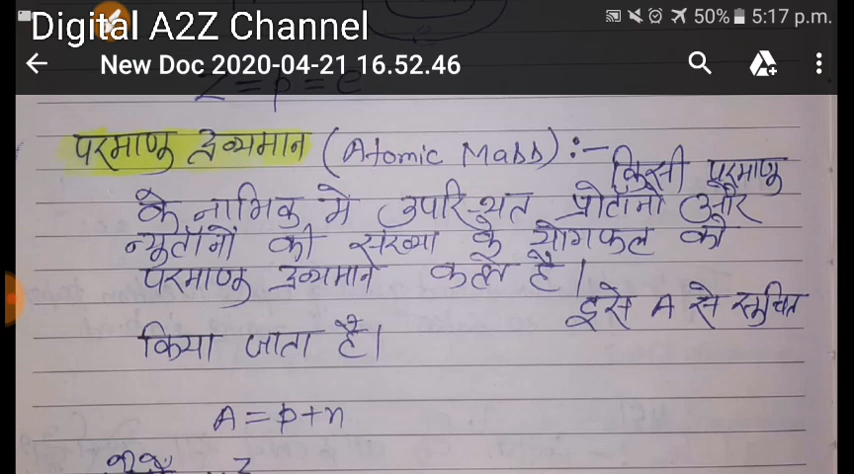 Digital A2Z Channel
50% 5:17 p.m.
New Doc 2020-04-21 16.52.46
Z = p = e
परमाणु द्रव्यमान (Atomic Mass) :-
किसी परमाणु
के नाभिक मे उपस्थित प्रोटॉनो और
न्यूटॉनों की संख्या के योगफल को
परमाणु द्रव्यमान कहते है।
इसे A से सूचित
किया जाता है।
A = p+n